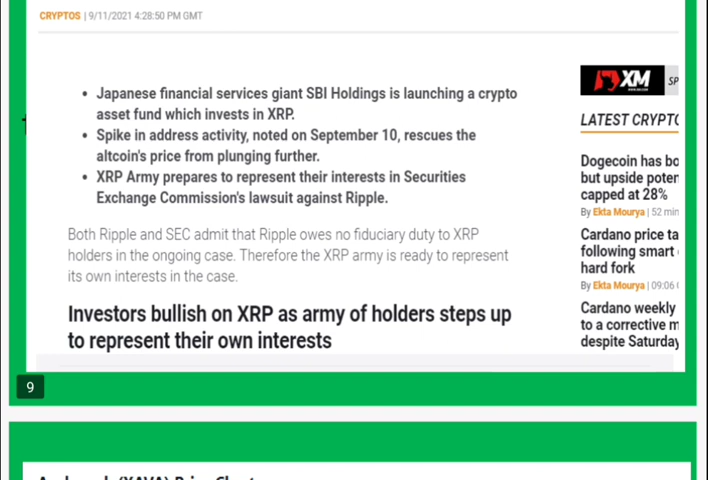 CRYPTOS | 9/11/2021 4:28:50 PM GMT
• Japanese financial services giant SBI Holdings is launching a crypto
asset fund which invests in XRP.
• Spike in address activity, noted on September 10, rescues the
altcoin's price from plunging further.
• XRP Army prepares to represent their interests in Securities
Exchange Commission's lawsuit against Ripple.
Both Ripple and SEC admit that Ripple owes no fiduciary duty to XRP
holders in the ongoing case. Therefore the XRP army is ready to represent
its own interests in the case.
Investors bullish on XRP as army of holders steps up
to represent their own interests
9
XM SP
LATEST CRYPTO
Dogecoin has bo
but upside poten
capped at 28%
By Ekta Mourya | 52 min
Cardano price ta
following smart
hard fork
By Ekta Mourya | 09:06
Cardano weekly
to a corrective m
despite Saturday